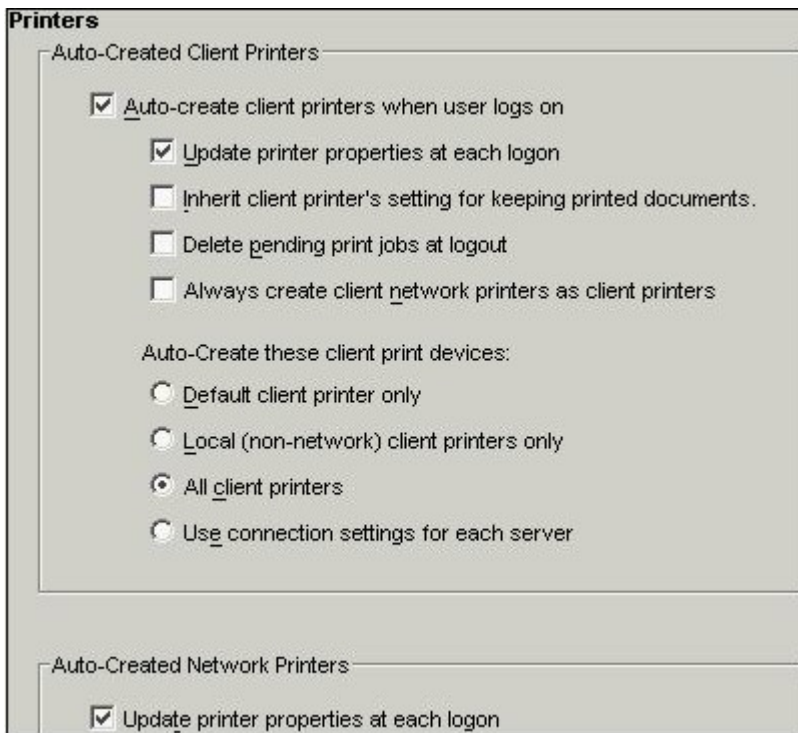 Printers
Auto-Created Client Printers
Auto-create client printers when user logs on
Update printer properties at each logon
Inherit client printer's setting for keeping printed documents.
Delete pending print jobs at logout
Always create client network printers as client printers
Auto-Create these client print devices:
Default client printer only
Local (non-network) client printers only
All client printers
Use connection settings for each server
Auto-Created Network Printers
Update printer properties at each logon